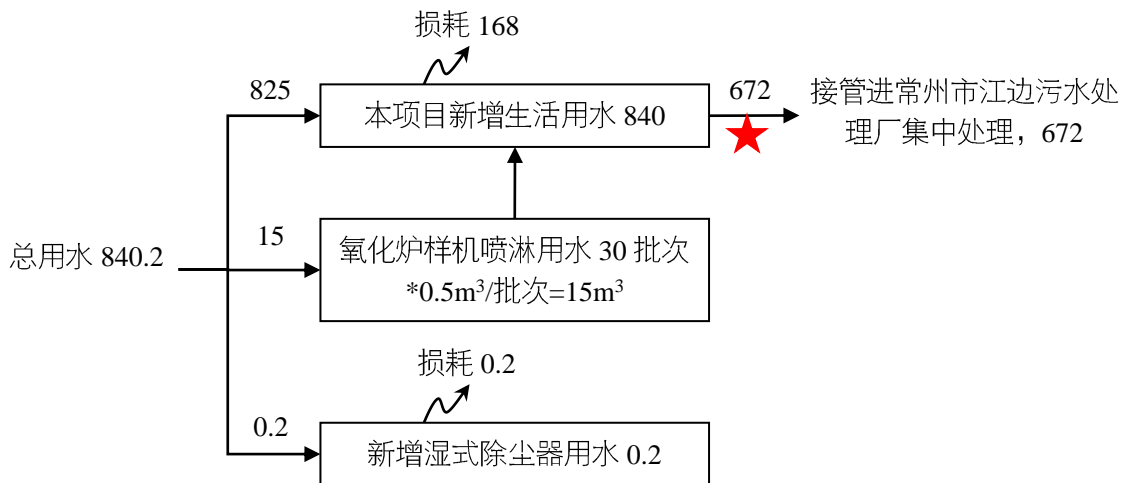 损耗 168
825
本项目新增生活用水 840
672
接管进常州市江边污水处
理厂集中处理，672
总用水 840.2
15
氧化炉样机喷淋用水 30 批次
*0.5m³/批次=15m³
损耗 0.2
0.2
新增湿式除尘器用水 0.2